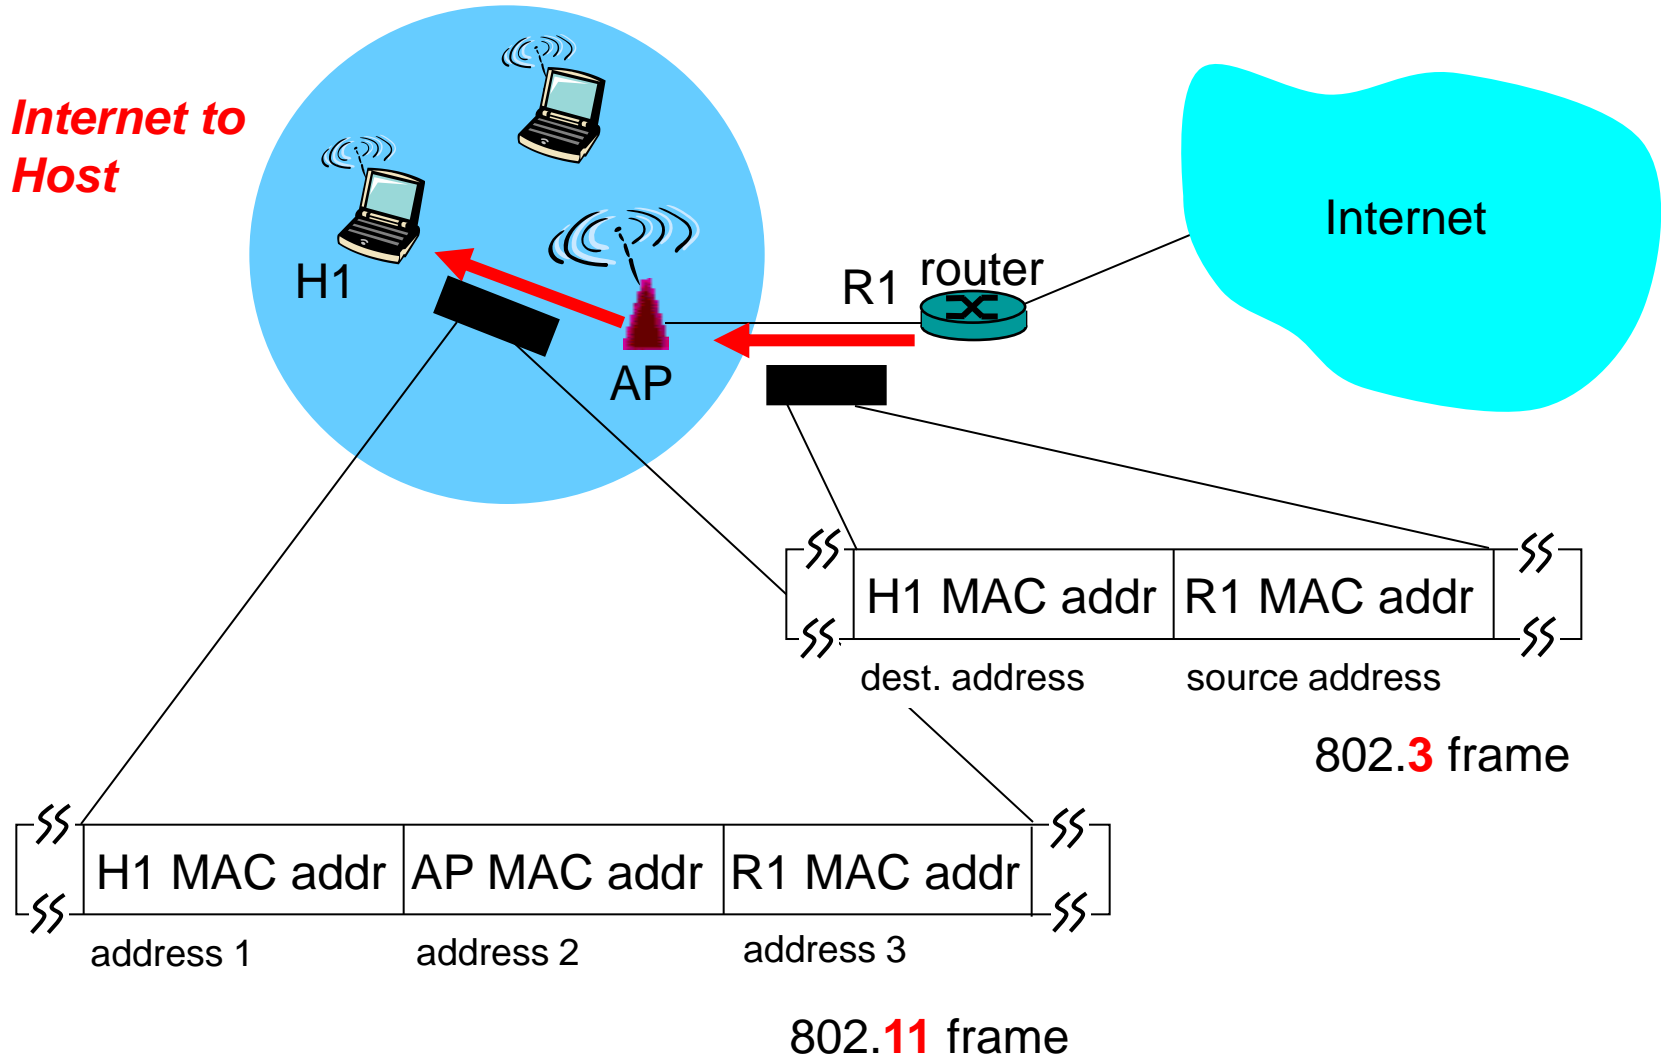 Internet to
Host
Internet
router
R1
H1
AP
H1 MAC addr R1 MAC addr
dest. address source address
802.3 frame
H1 MAC addr AP MAC addr R1 MAC addr
address 1 address 2 address 3
802.11 frame